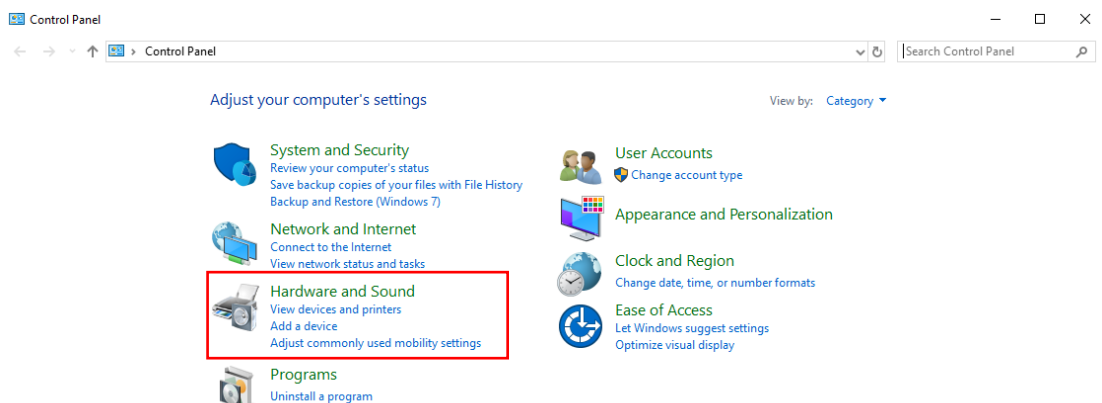 Control Panel
Control Panel
Search Control Panel
Adjust your computer's settings
View by: Category
System and Security
Review your computer's status
Save backup copies of your files with File History
Backup and Restore (Windows 7)
Network and Internet
Connect to the Internet
View network status and tasks
Hardware and Sound
View devices and printers
Add a device
Adjust commonly used mobility settings
Programs
Uninstall a program
User Accounts
Change account type
Appearance and Personalization
Clock and Region
Change date, time, or number formats
Ease of Access
Let Windows suggest settings
Optimize visual display